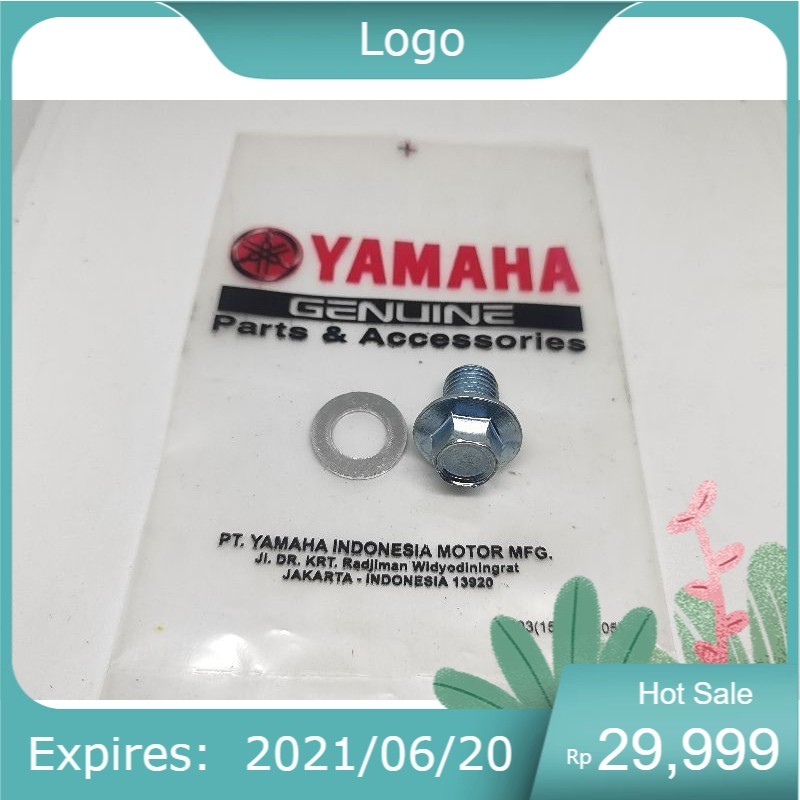 Logo
YAMAHA
GENUINE
Parts & Accessories
PT. YAMAHA INDONESIA MOTOR MFG.
Jl. DR. KRT. Radjiman Widyodiningrat
JAKARTA - INDONESIA 13920
Hot Sale
Expires: 2021/06/20
Rp 29,999